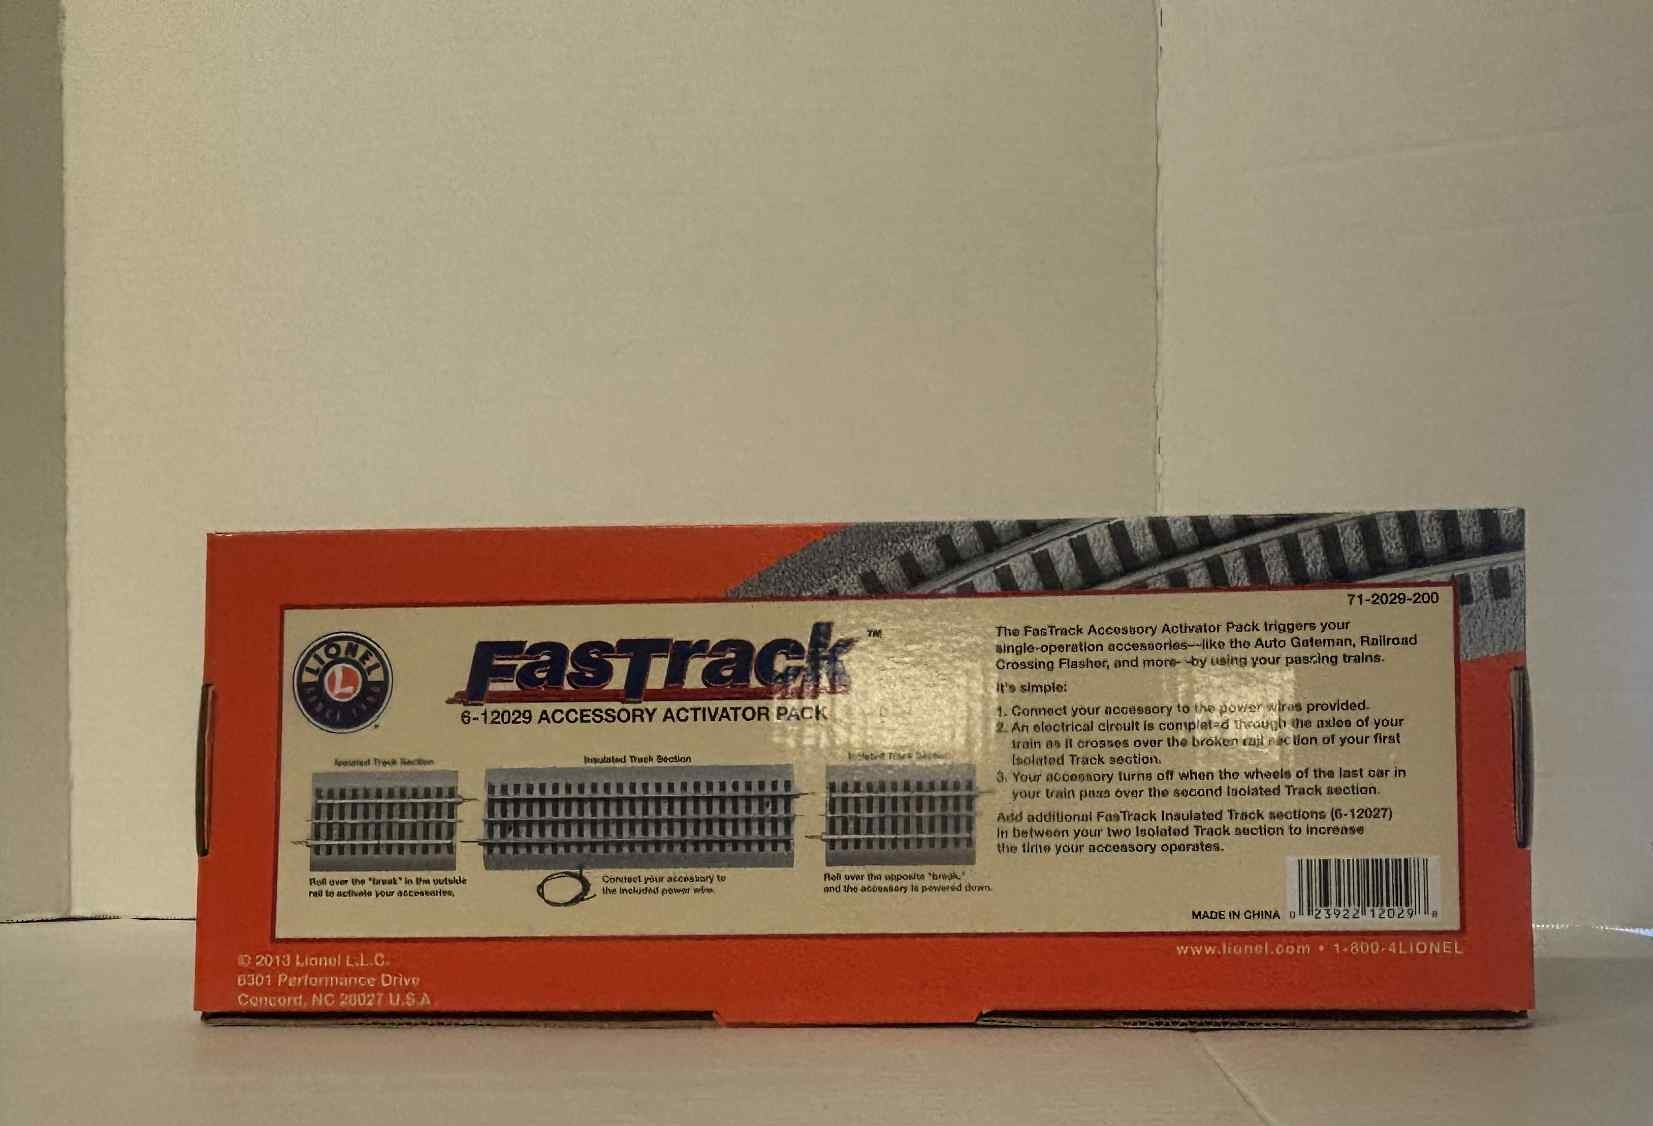 71-2029-200
LIONEL
L
FasTrack™
6-12029 ACCESSORY ACTIVATOR PACK
The FasTrack Accessory Activator Pack triggers your
single-operation accessories—like the Auto Gateman, Railroad
Crossing Flasher, and more—by using your passing trains.
It's simple:
1. Connect your accessory to the power wires provided.
2. An electrical circuit is completed through the axles of your
train as it crosses over the broken rail section of your first
Isolated Track section.
3. Your accessory turns off when the wheels of the last car in
your train pass over the second Isolated Track section.
Add additional FasTrack Insulated Track sections (6-12027)
in between your two Isolated Track section to increase
the time your accessory operates.
Isolated Track Section
Insulated Track Section
Isolated Track Section
Roll over the "break" in the outside
rail to activate your accessories.
Connect your accessory to
the included power wire.
Roll over the opposite "break,"
and the accessory is powered down.
MADE IN CHINA
0 23922 12029 8
© 2013 Lionel L.L.C.
6301 Performance Drive
Concord, NC 28027 U.S.A
www.lionel.com • 1-800-4LIONEL